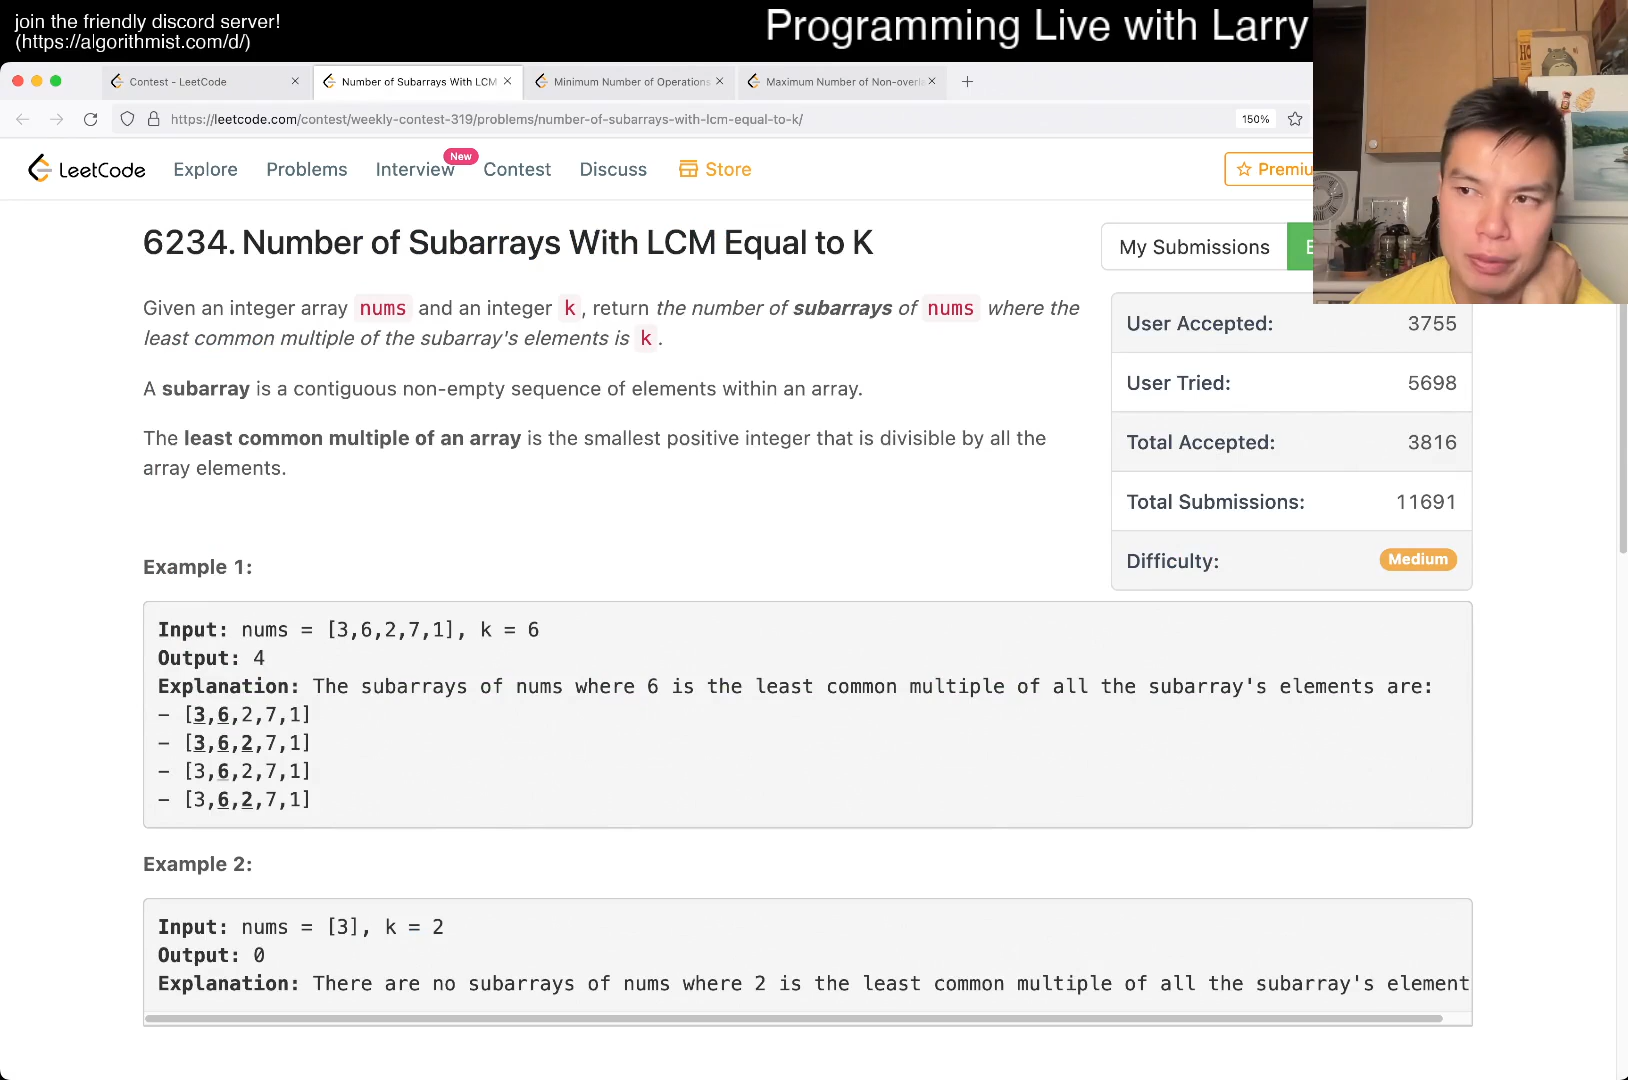 join the friendly discord server!
(https://algorithmist.com/d/)
Programming Live with Larry
Contest - LeetCode
Number of Subarrays With LCM
Minimum Number of Operations
Maximum Number of Non-overl
https://leetcode.com/contest/weekly-contest-319/problems/number-of-subarrays-with-lcm-equal-to-k/
150%
LeetCode
Explore
Problems
Interview
New
Contest
Discuss
Store
Premiu
6234. Number of Subarrays With LCM Equal to K
My Submissions
Given an integer array nums and an integer k, return the number of subarrays of nums where the
least common multiple of the subarray's elements is k.
A subarray is a contiguous non-empty sequence of elements within an array.
The least common multiple of an array is the smallest positive integer that is divisible by all the
array elements.
User Accepted: 3755
User Tried: 5698
Total Accepted: 3816
Total Submissions: 11691
Difficulty: Medium
Example 1:
Input: nums = [3,6,2,7,1], k = 6
Output: 4
Explanation: The subarrays of nums where 6 is the least common multiple of all the subarray's elements are:
- [3,6,2,7,1]
- [3,6,2,7,1]
- [3,6,2,7,1]
- [3,6,2,7,1]
Example 2:
Input: nums = [3], k = 2
Output: 0
Explanation: There are no subarrays of nums where 2 is the least common multiple of all the subarray's element